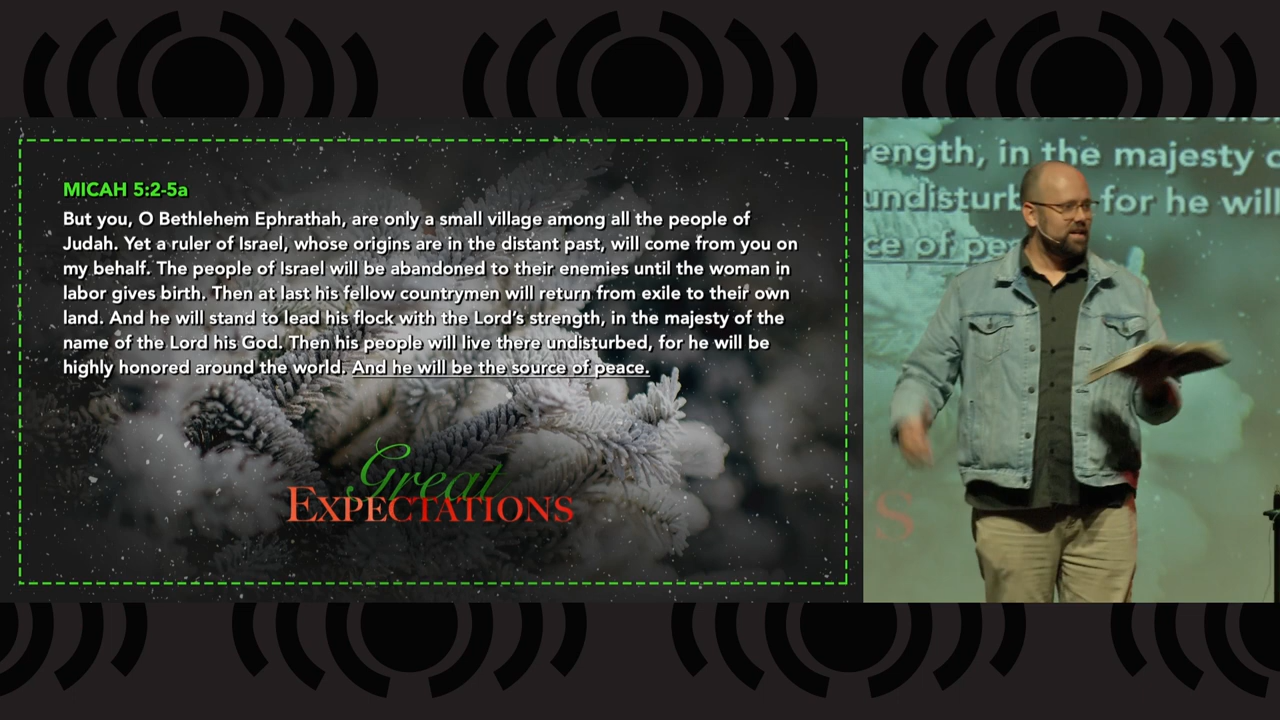 MICAH 5:2-5a
But you, O Bethlehem Ephrathah, are only a small village among all the people of
Judah. Yet a ruler of Israel, whose origins are in the distant past, will come from you on
my behalf. The people of Israel will be abandoned to their enemies until the woman in
labor gives birth. Then at last his fellow countrymen will return from exile to their own
land. And he will stand to lead his flock with the Lord's strength, in the majesty of the
name of the Lord his God. Then his people will live there undisturbed, for he will be
highly honored around the world. And he will be the source of peace.
Great
EXPECTATIONS
rength, in the majesty o
undisturb for he will
ce of pea
S